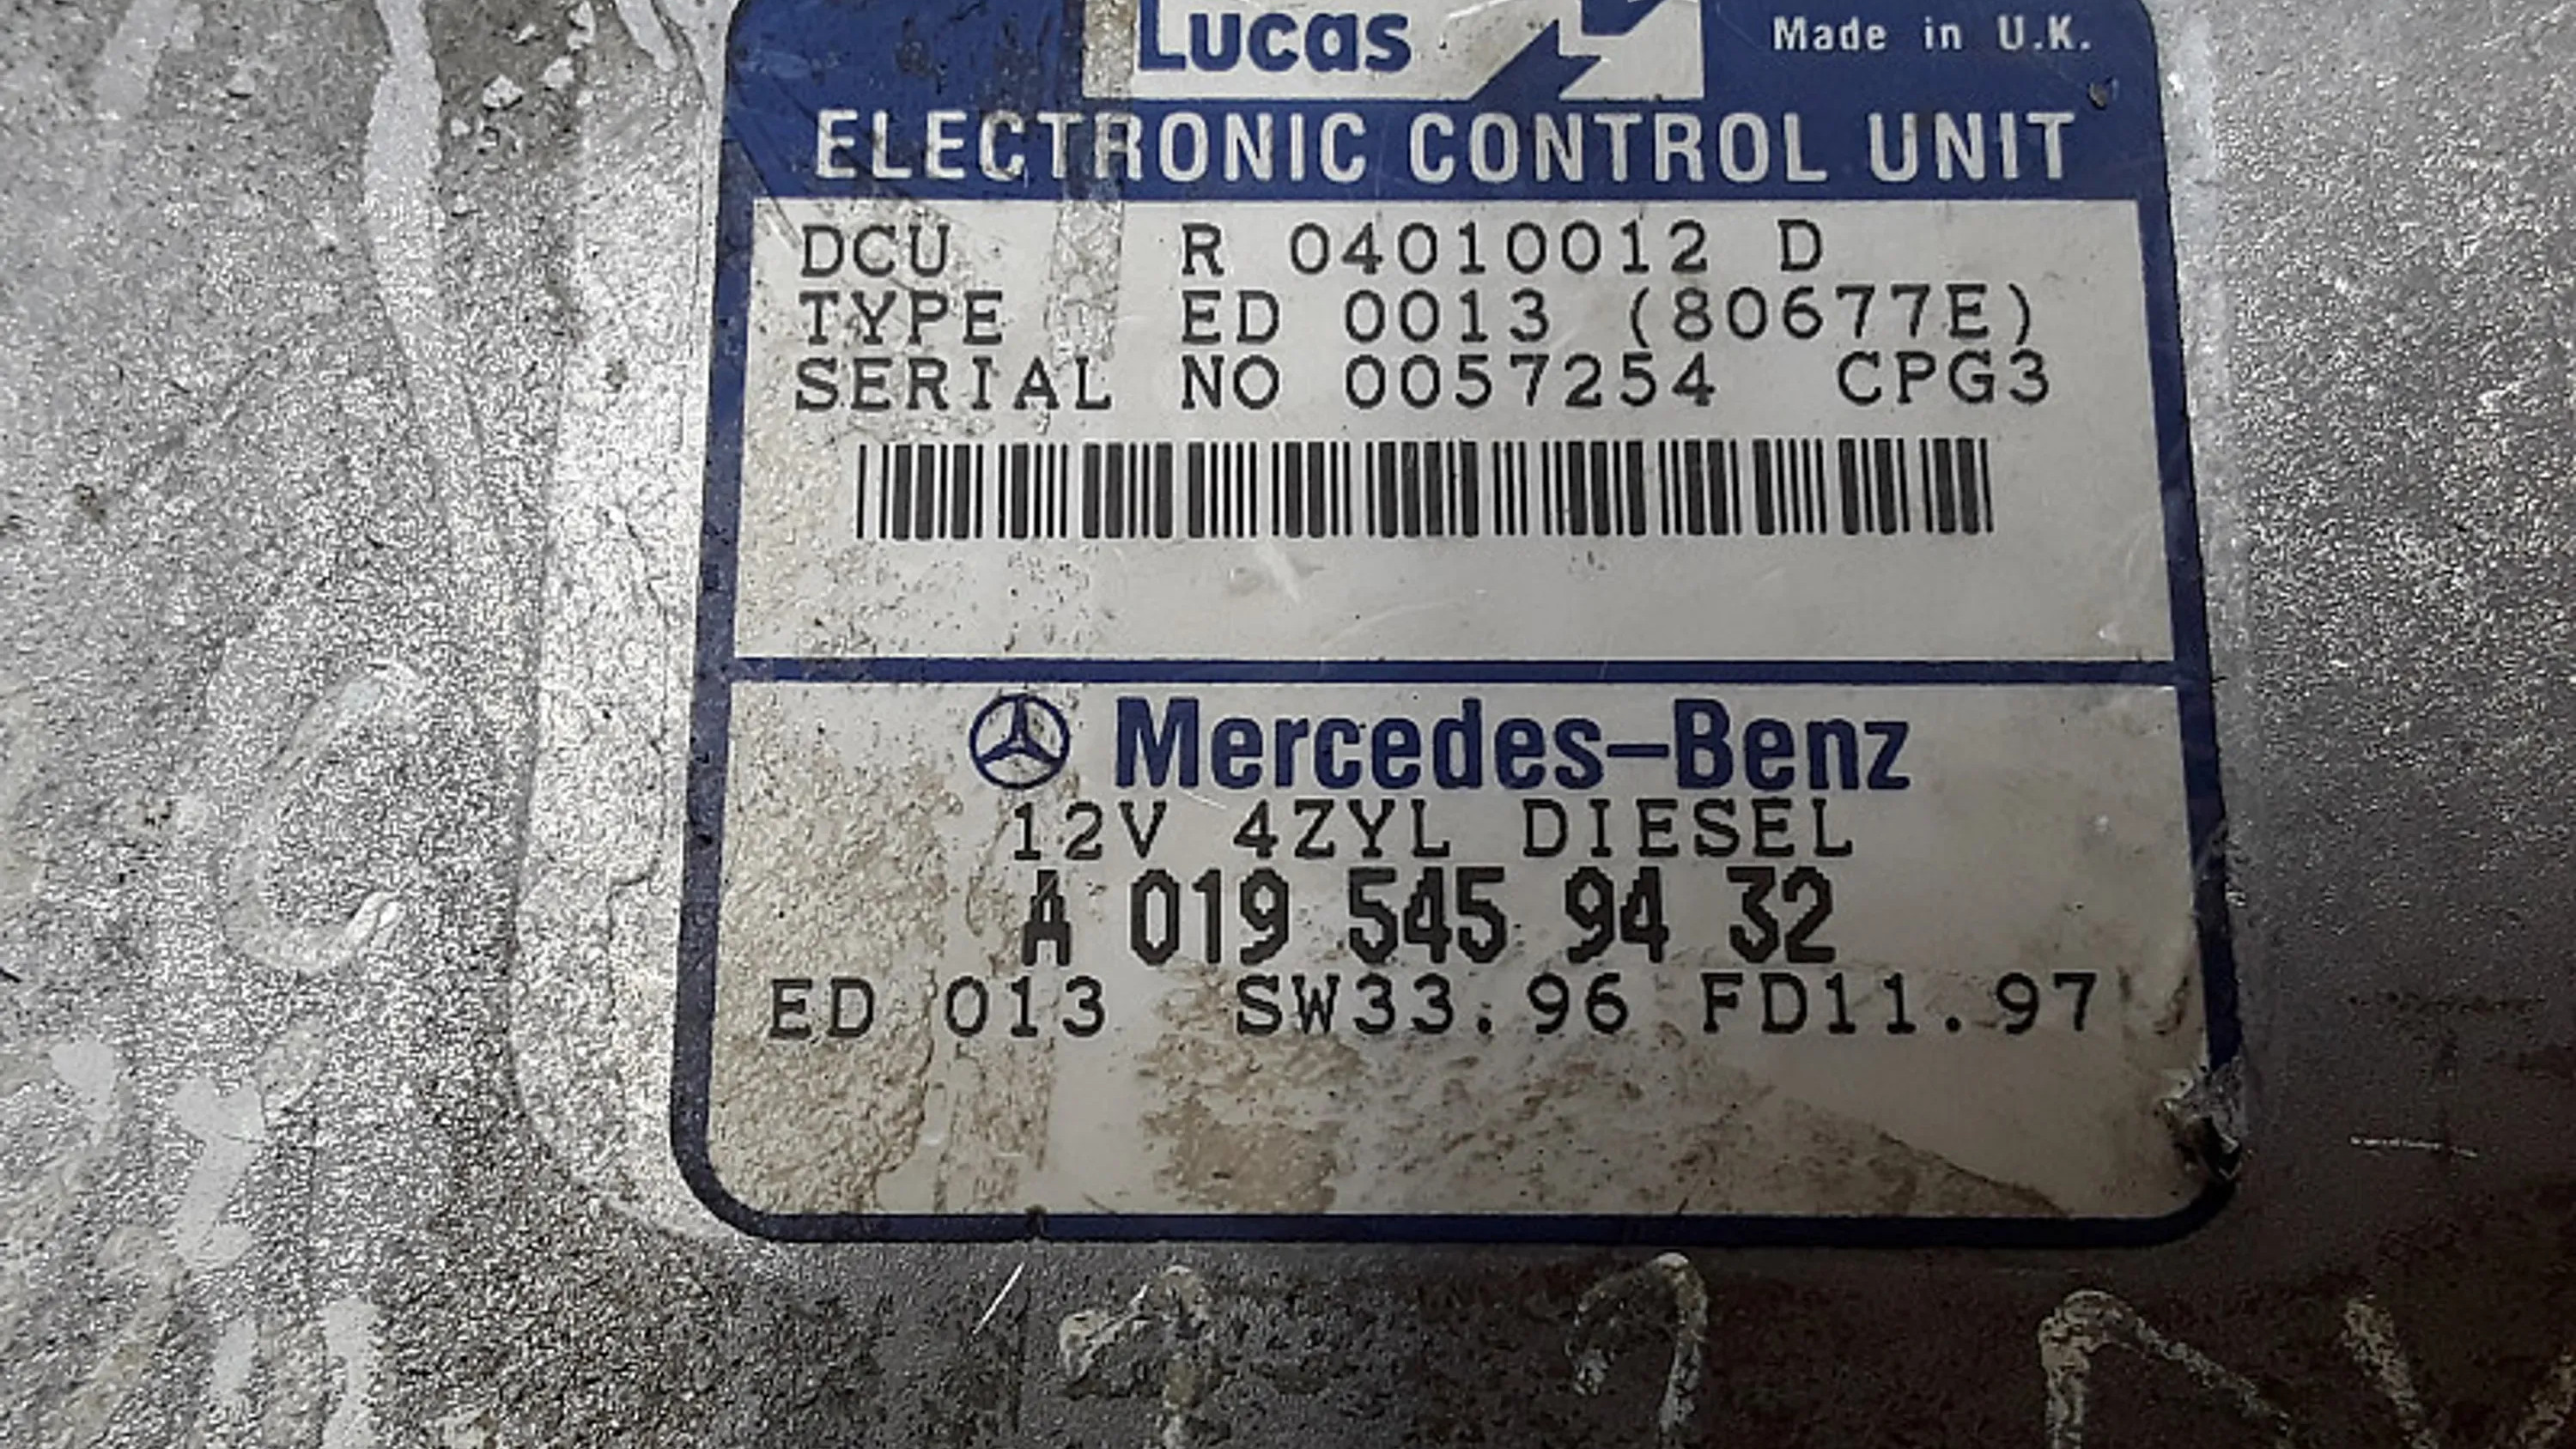 Lucas Made in U.K.
ELECTRONIC CONTROL UNIT
DCU R 04010012 D
TYPE ED 0013 (80677E)
SERIAL NO 0057254 CPG3
Mercedes-Benz
12V 4ZYL DIESEL
A 019 545 94 32
ED 013 SW33.96 FD11.97